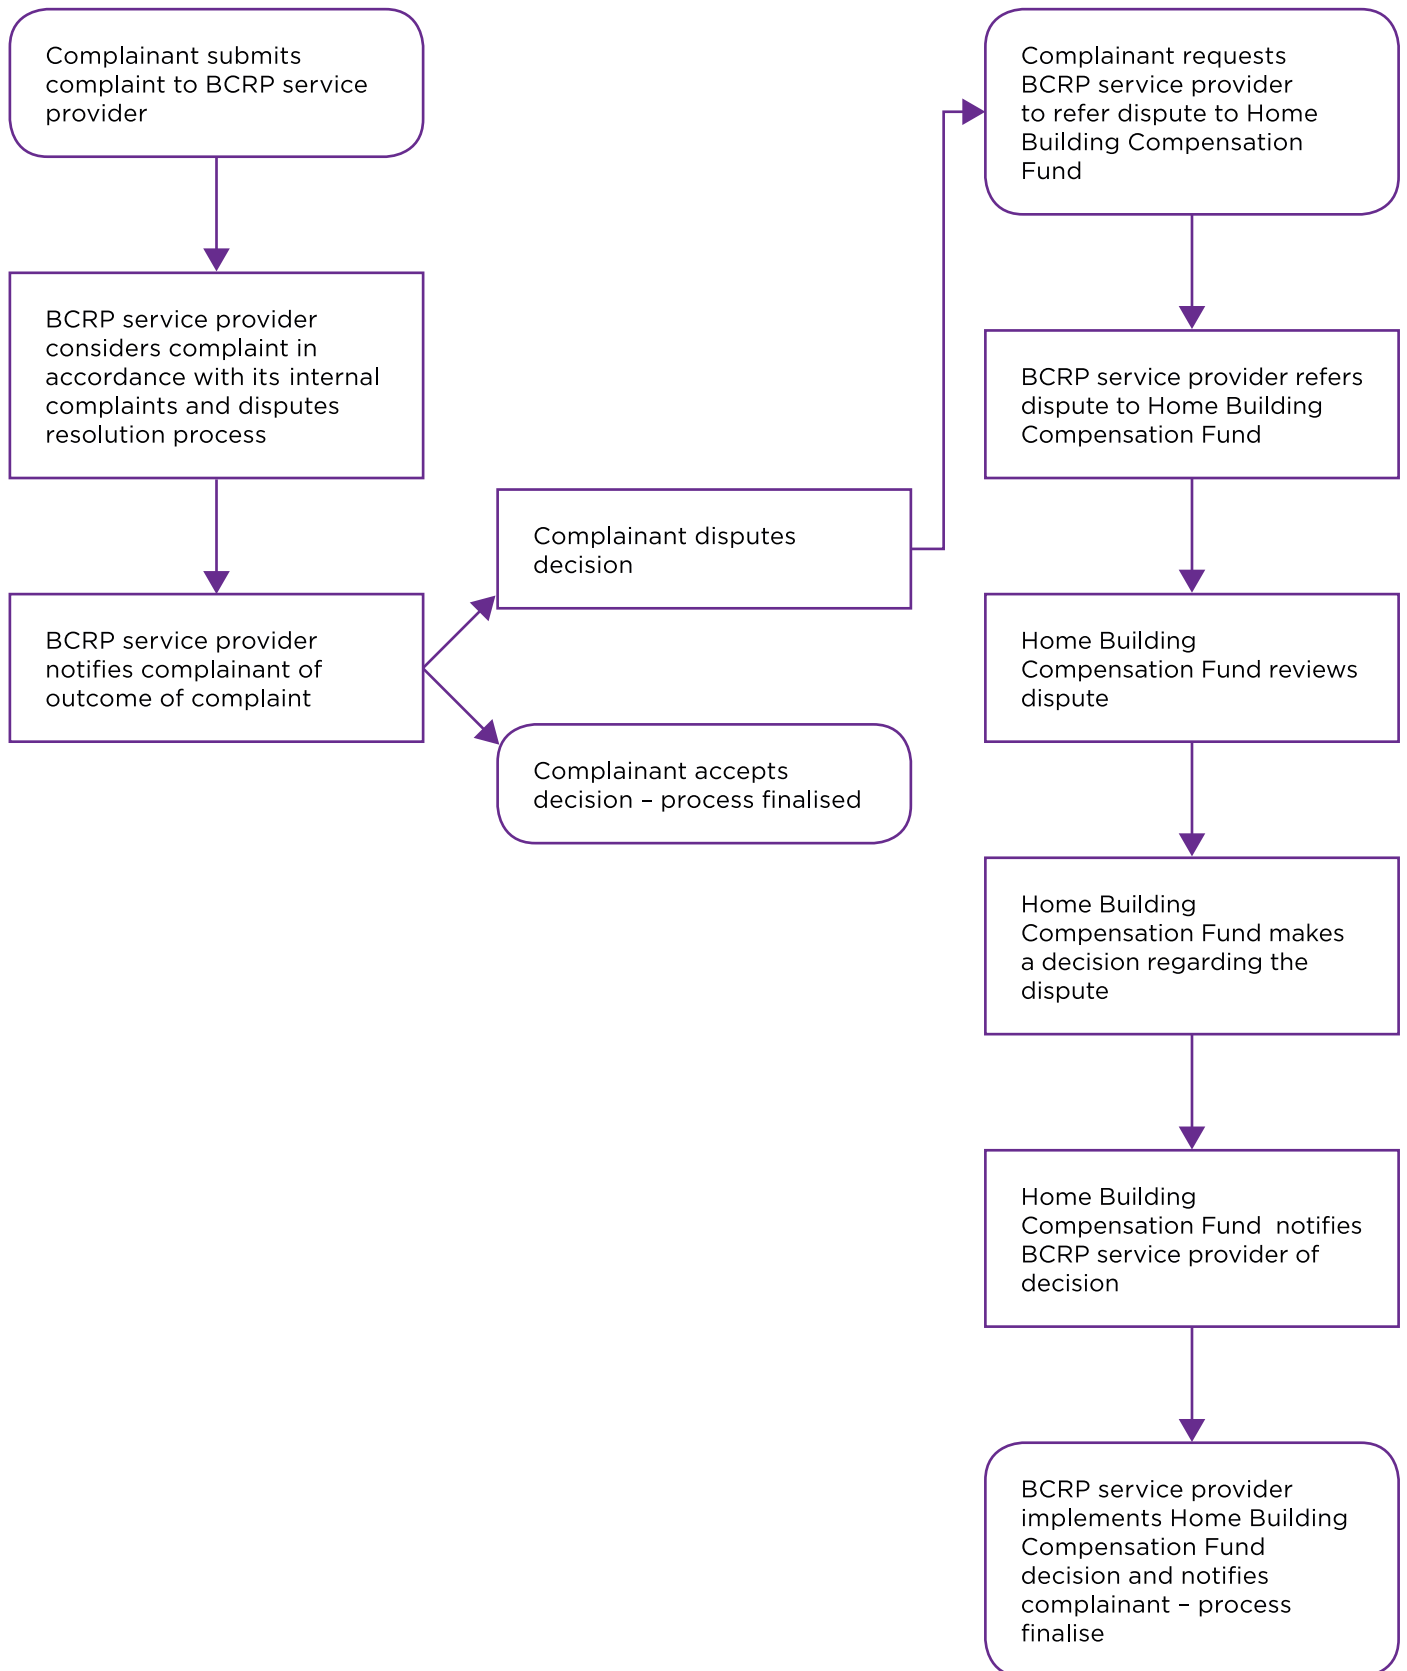 Complainant submits
complaint to BCRP service
provider
BCRP service provider
considers complaint in
accordance with its internal
complaints and disputes
resolution process
BCRP service provider
notifies complainant of
outcome of complaint
Complainant disputes
decision
Complainant accepts
decision – process finalised
Complainant requests
BCRP service provider
to refer dispute to Home
Building Compensation
Fund
BCRP service provider refers
dispute to Home Building
Compensation Fund
Home Building
Compensation Fund reviews
dispute
Home Building
Compensation Fund makes
a decision regarding the
dispute
Home Building
Compensation Fund  notifies
BCRP service provider of
decision
BCRP service provider
implements Home Building
Compensation Fund
decision and notifies
complainant – process
finalise